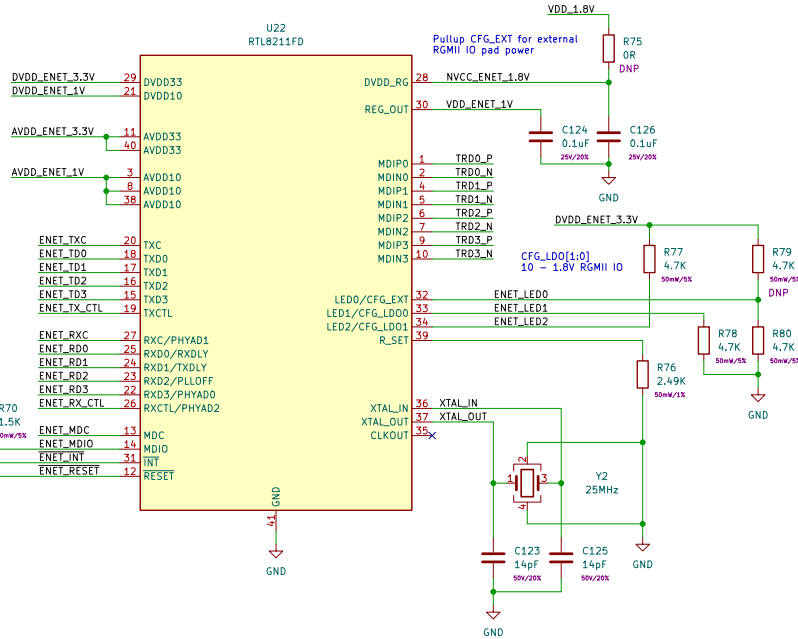 U22
RTL8211FD
VDD_1.8V
Pullup CFG_EXT for external
RGMII IO pad power
R75
0R
DNP
DVDD_ENET_3.3V
29
DVDD33
DVDD_ENET_1V
21
DVDD10
AVDD_ENET_3.3V
11
AVDD33
40
AVDD33
AVDD_ENET_1V
3
AVDD10
8
AVDD10
38
AVDD10
ENET_TXC
20
TXC
ENET_TD0
18
TXD0
ENET_TD1
17
TXD1
ENET_TD2
16
TXD2
ENET_TD3
15
TXD3
ENET_TX_CTL
19
TXCTL
ENET_RXC
27
RXC/PHYAD1
ENET_RD0
25
RXD0/RXDLY
ENET_RD1
24
RXD1/TXDLY
ENET_RD2
23
RXD2/PLLOFF
ENET_RD3
22
RXD3/PHYAD0
ENET_RX_CTL
26
RXCTL/PHYAD2
R70
1.5K
0mW/5%
ENET_MDC
13
MDC
ENET_MDIO
14
MDIO
ENET_INT
31
INT
ENET_RESET
12
RESET
GND
41
GND
DVDD_RG
28
NVCC_ENET_1.8V
REG_OUT
30
VDD_ENET_1V
C124
0.1uF
25V/20%
C126
0.1uF
25V/20%
GND
MDIP0
1
TRD0_P
MDIN0
2
TRD0_N
MDIP1
4
TRD1_P
MDIN1
5
TRD1_N
MDIP2
6
TRD2_P
MDIN2
7
TRD2_N
MDIP3
9
TRD3_P
MDIN3
10
TRD3_N
DVDD_ENET_3.3V
CFG_LDO[1:0]
10 – 1.8V RGMII IO
R77
4.7K
50mW/5%
R79
4.7K
50mW/5%
DNP
LED0/CFG_EXT
32
ENET_LED0
LED1/CFG_LDO0
33
ENET_LED1
LED2/CFG_LDO1
34
ENET_LED2
R_SET
39
R78
4.7K
50mW/5%
R80
4.7K
50mW/5%
GND
R76
2.49K
50mW/1%
XTAL_IN
36
XTAL_IN
XTAL_OUT
37
XTAL_OUT
CLKOUT
35
2
1
3
4
Y2
25MHz
C123
14pF
50V/20%
C125
14pF
50V/20%
GND
GND